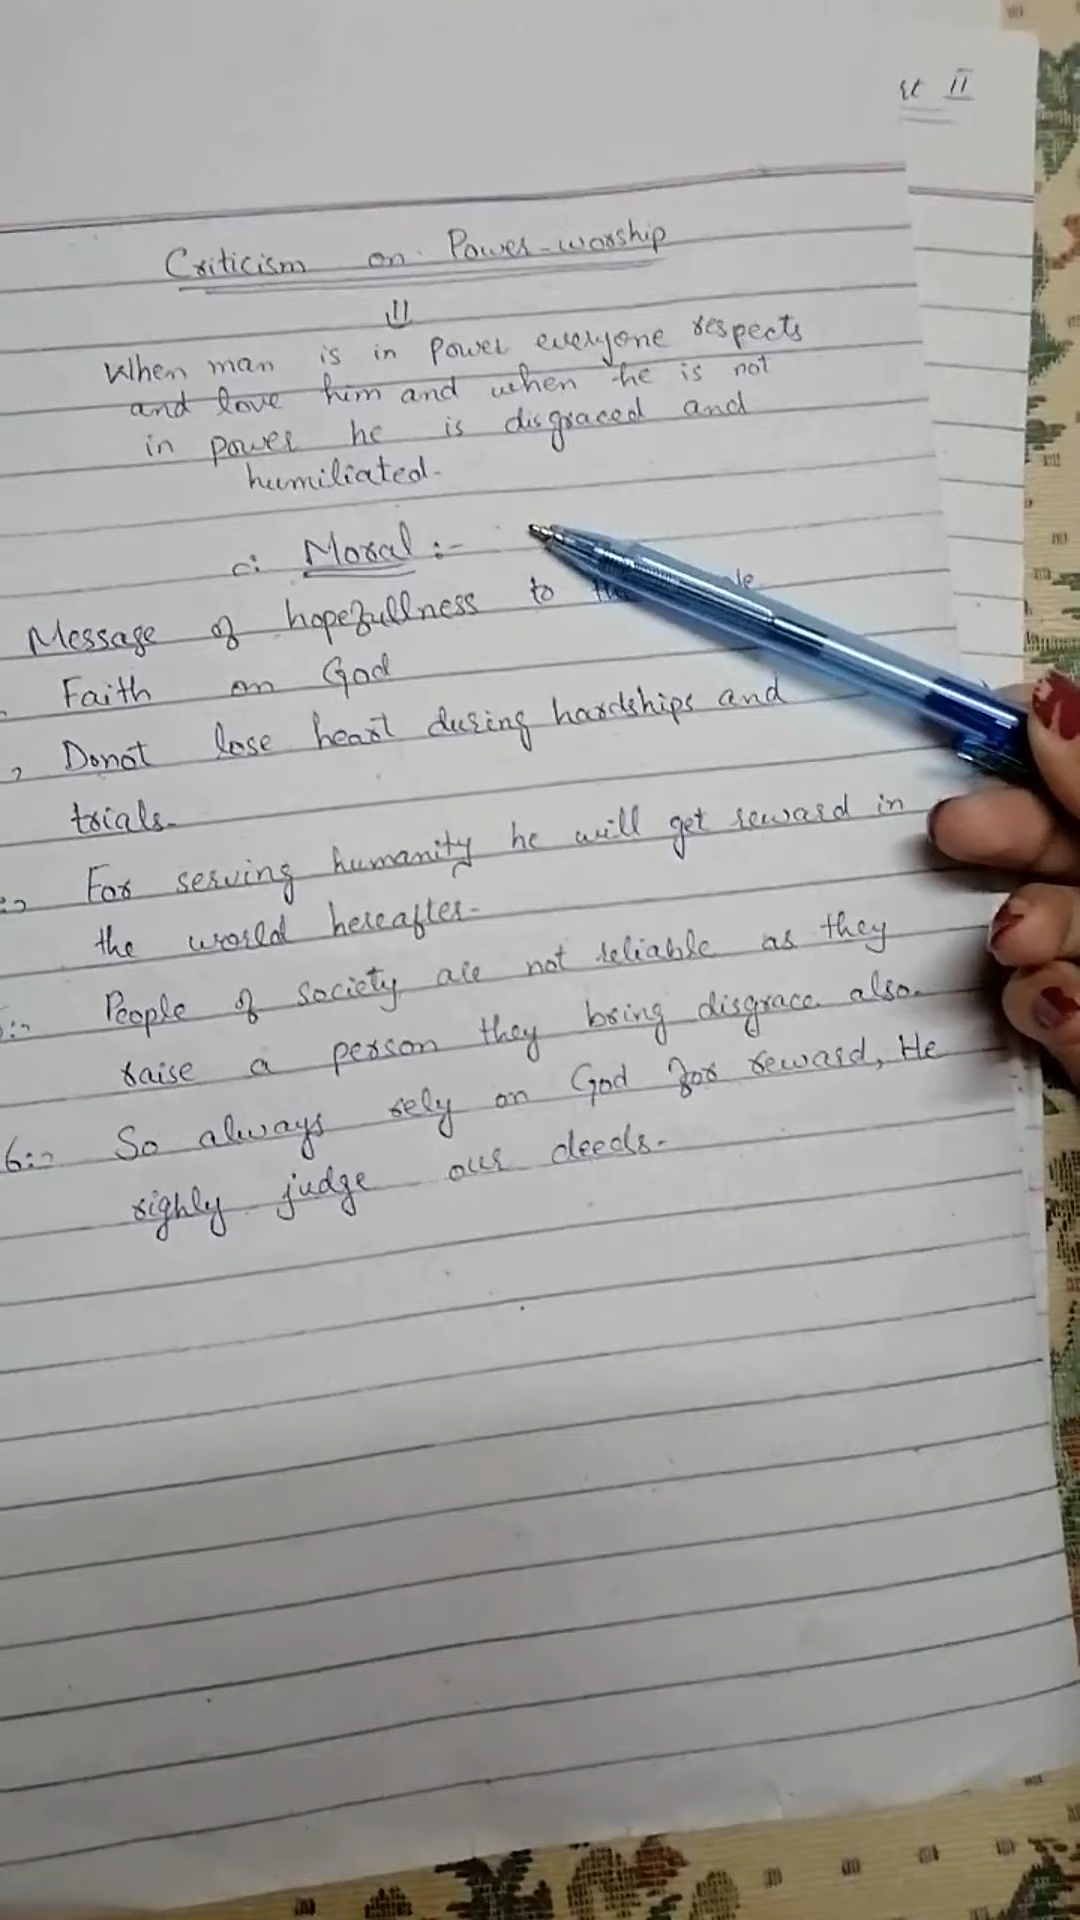 II
Criticism on Power-worship
When man is in power everyone respects
and love him and when he is not
in power he is disgraced and
humiliated.
Moral :-
Message of hopefullness to
Faith on God
Donot lose heart during hardships and
trials.
For serving humanity he will get reward in
the world hereafter.
People of society are not reliable as they
raise a person they bring disgrace also.
6:- So always rely on God for reward, He
righly judge our deeds.